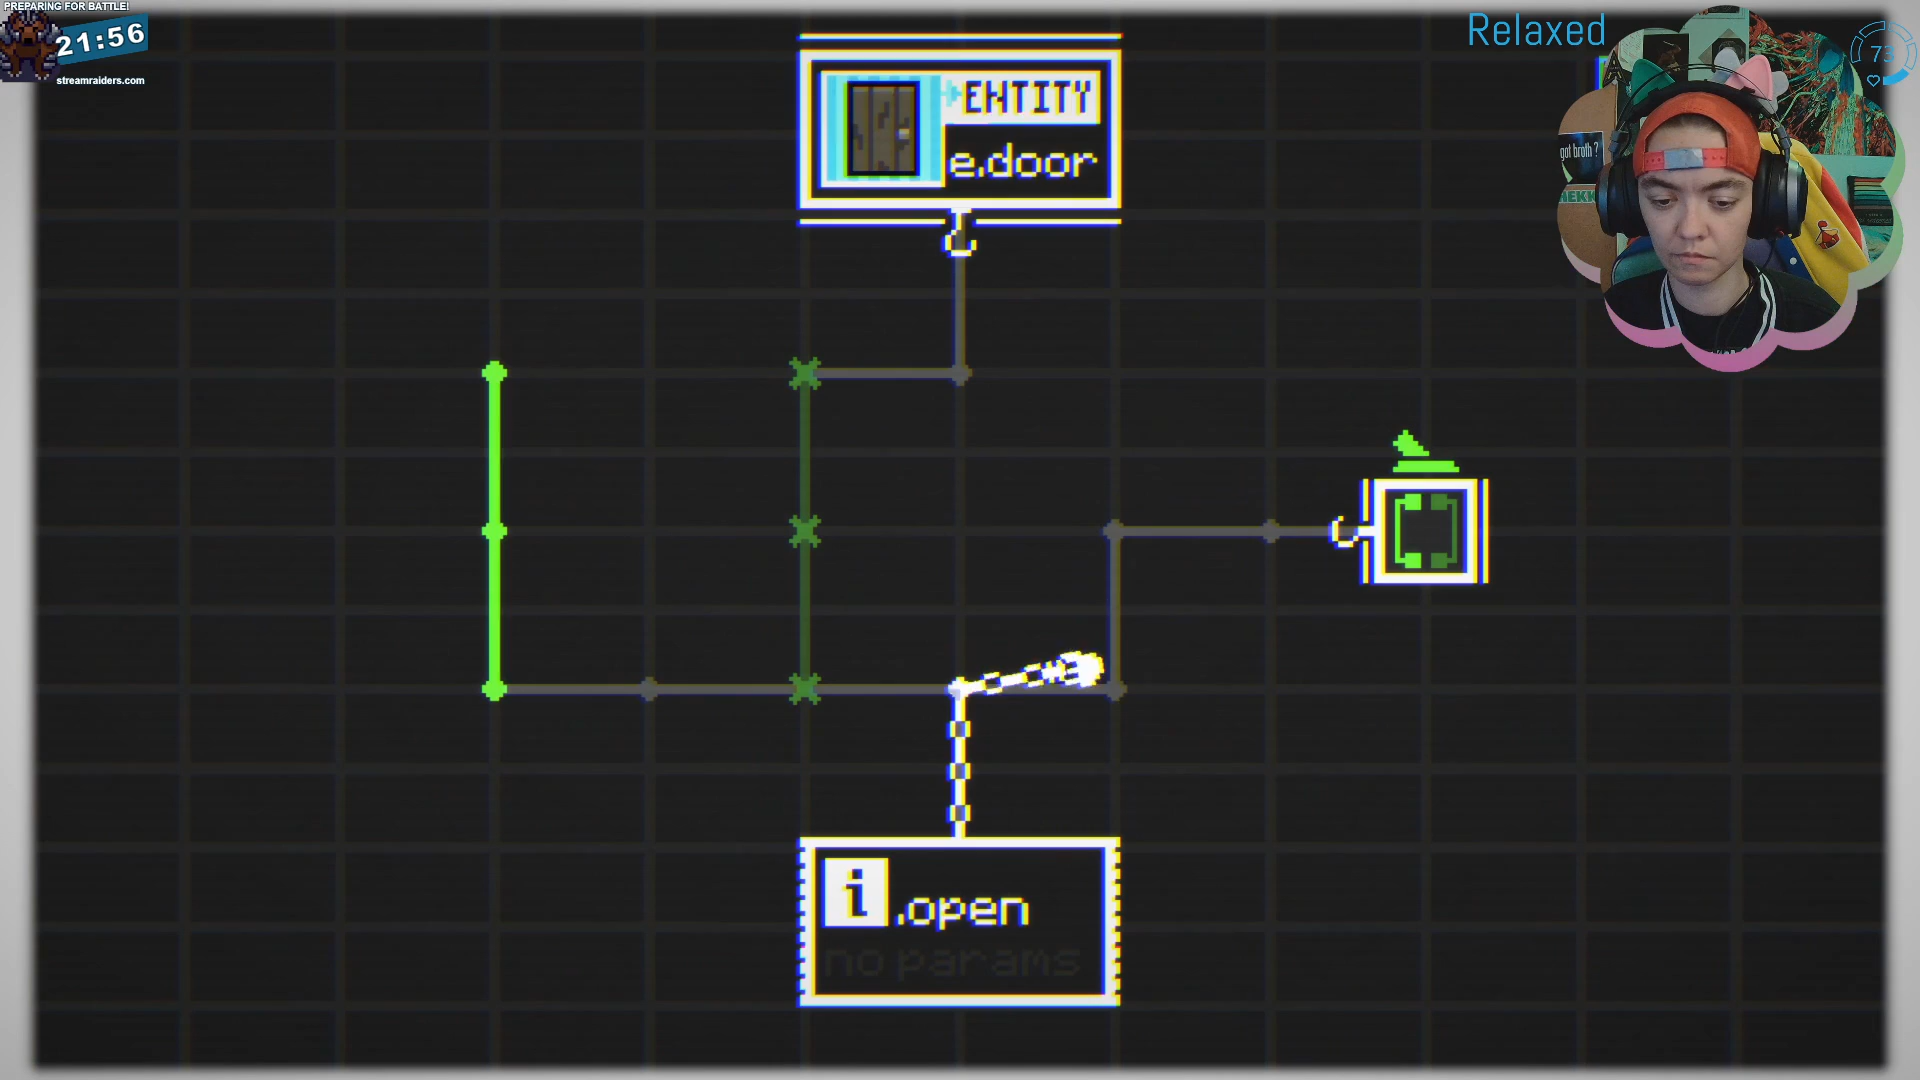 PREPARING FOR BATTLE!
21:56
streamraiders.com
Relaxed
73
ENTITY
e.door
got broth?
i .open
no params